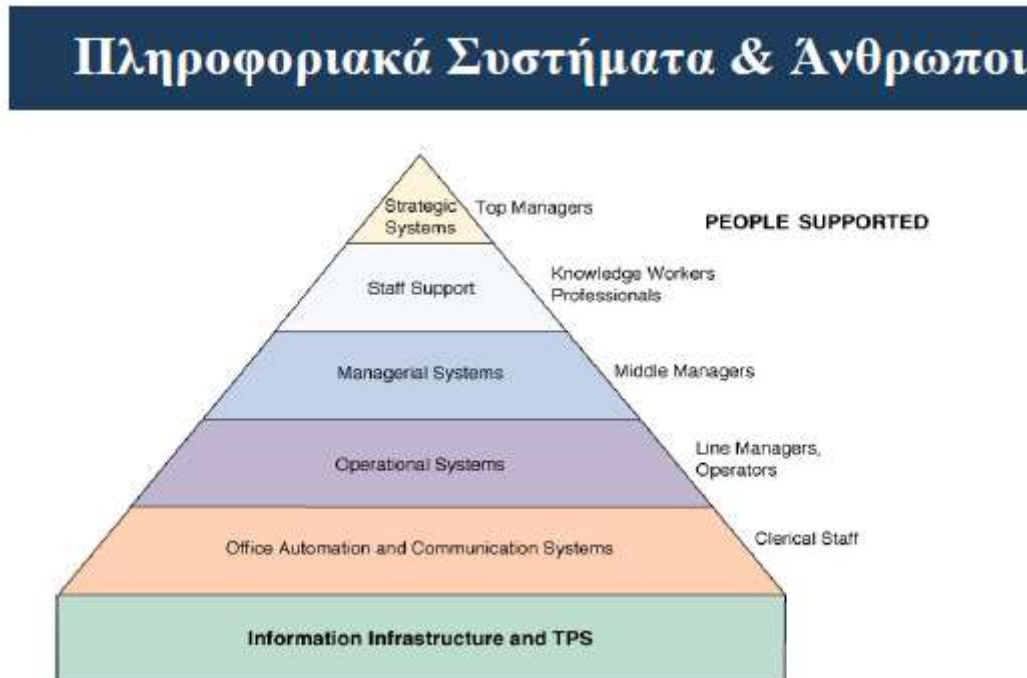 Πληροφοριακά Συστήματα & Άνθρωποι
Strategic
Systems
Top Managers
PEOPLE SUPPORTED
Staff Support
Knowledge Workers
Professionals
Managerial Systems
Middle Managers
Operational Systems
Line Managers,
Operators
Office Automation and Communication Systems
Clerical Staff
Information Infrastructure and TPS